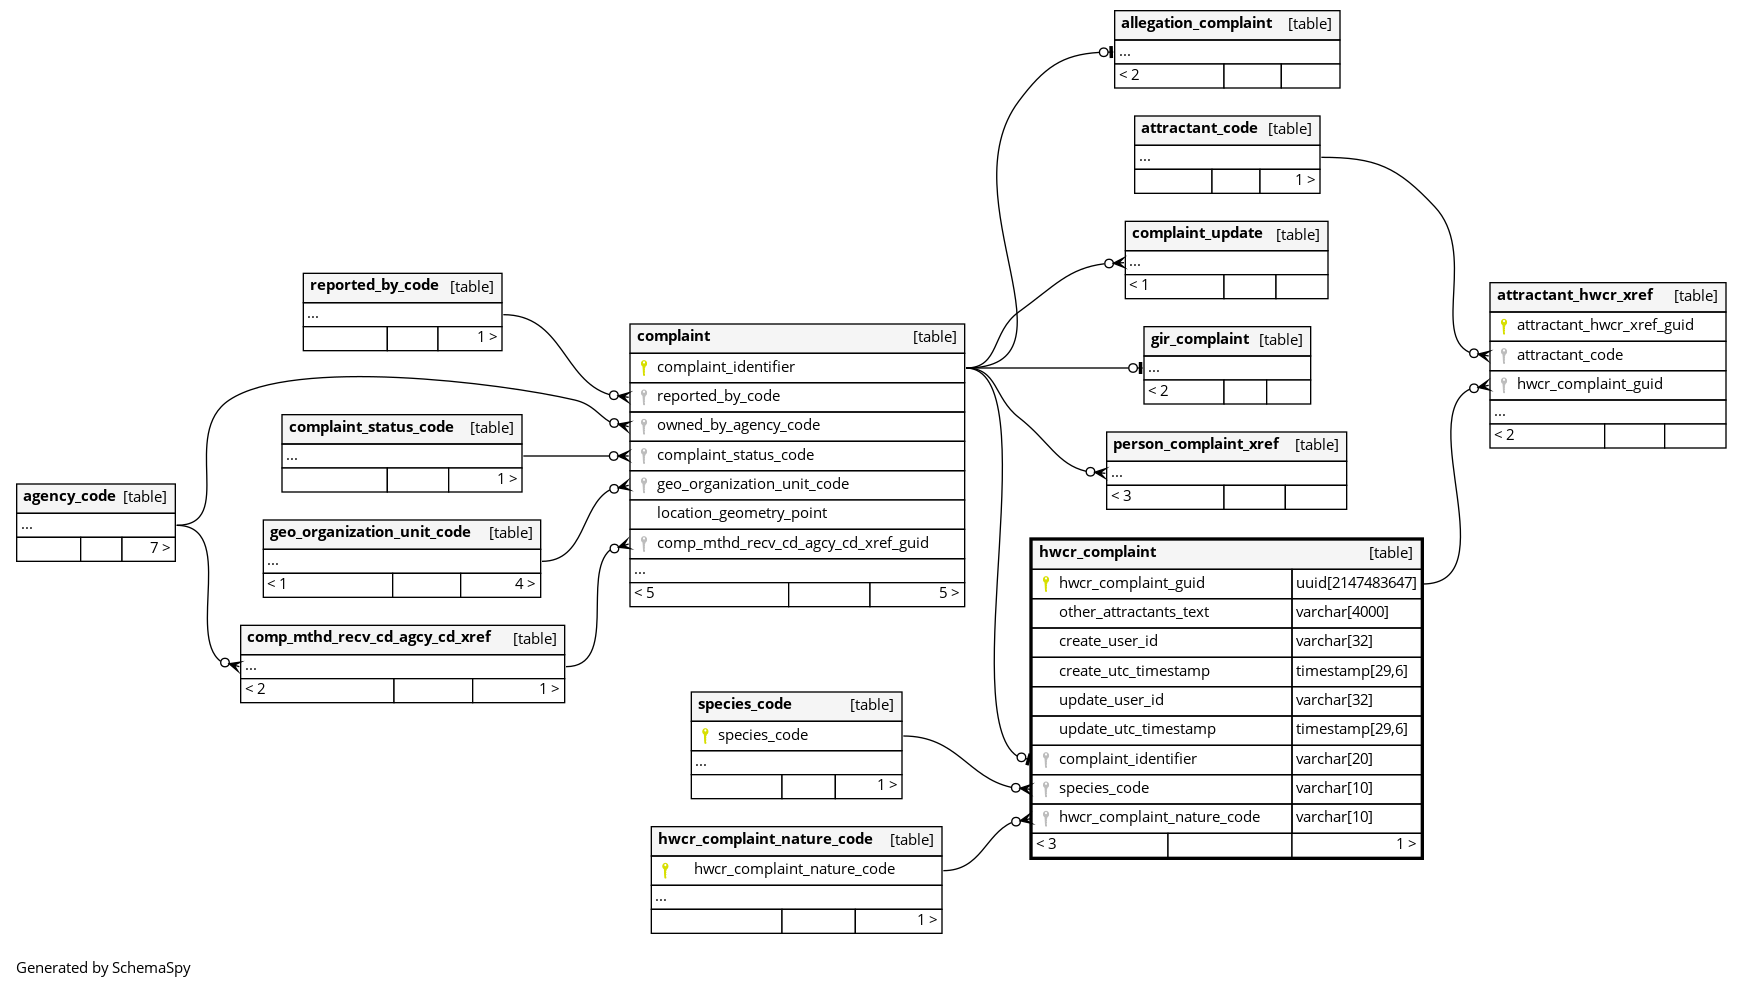 allegation_complaint [table]
...
< 2
attractant_code [table]
...
1 >
complaint_update [table]
...
< 1
reported_by_code [table]
...
1 >
attractant_hwcr_xref [table]
attractant_hwcr_xref_guid
attractant_code
hwcr_complaint_guid
...
< 2
complaint [table]
complaint_identifier
reported_by_code
owned_by_agency_code
complaint_status_code
geo_organization_unit_code
location_geometry_point
comp_mthd_recv_cd_agcy_cd_xref_guid
...
< 5 5 >
gir_complaint [table]
...
< 2
complaint_status_code [table]
...
1 >
person_complaint_xref [table]
...
< 3
agency_code [table]
...
7 >
geo_organization_unit_code [table]
...
< 1 4 >
hwcr_complaint [table]
hwcr_complaint_guid uuid[2147483647]
other_attractants_text varchar[4000]
create_user_id varchar[32]
create_utc_timestamp timestamp[29,6]
update_user_id varchar[32]
update_utc_timestamp timestamp[29,6]
complaint_identifier varchar[20]
species_code varchar[10]
hwcr_complaint_nature_code varchar[10]
< 3 1 >
comp_mthd_recv_cd_agcy_cd_xref [table]
...
< 2 1 >
species_code [table]
species_code
...
1 >
hwcr_complaint_nature_code [table]
hwcr_complaint_nature_code
...
1 >
Generated by SchemaSpy